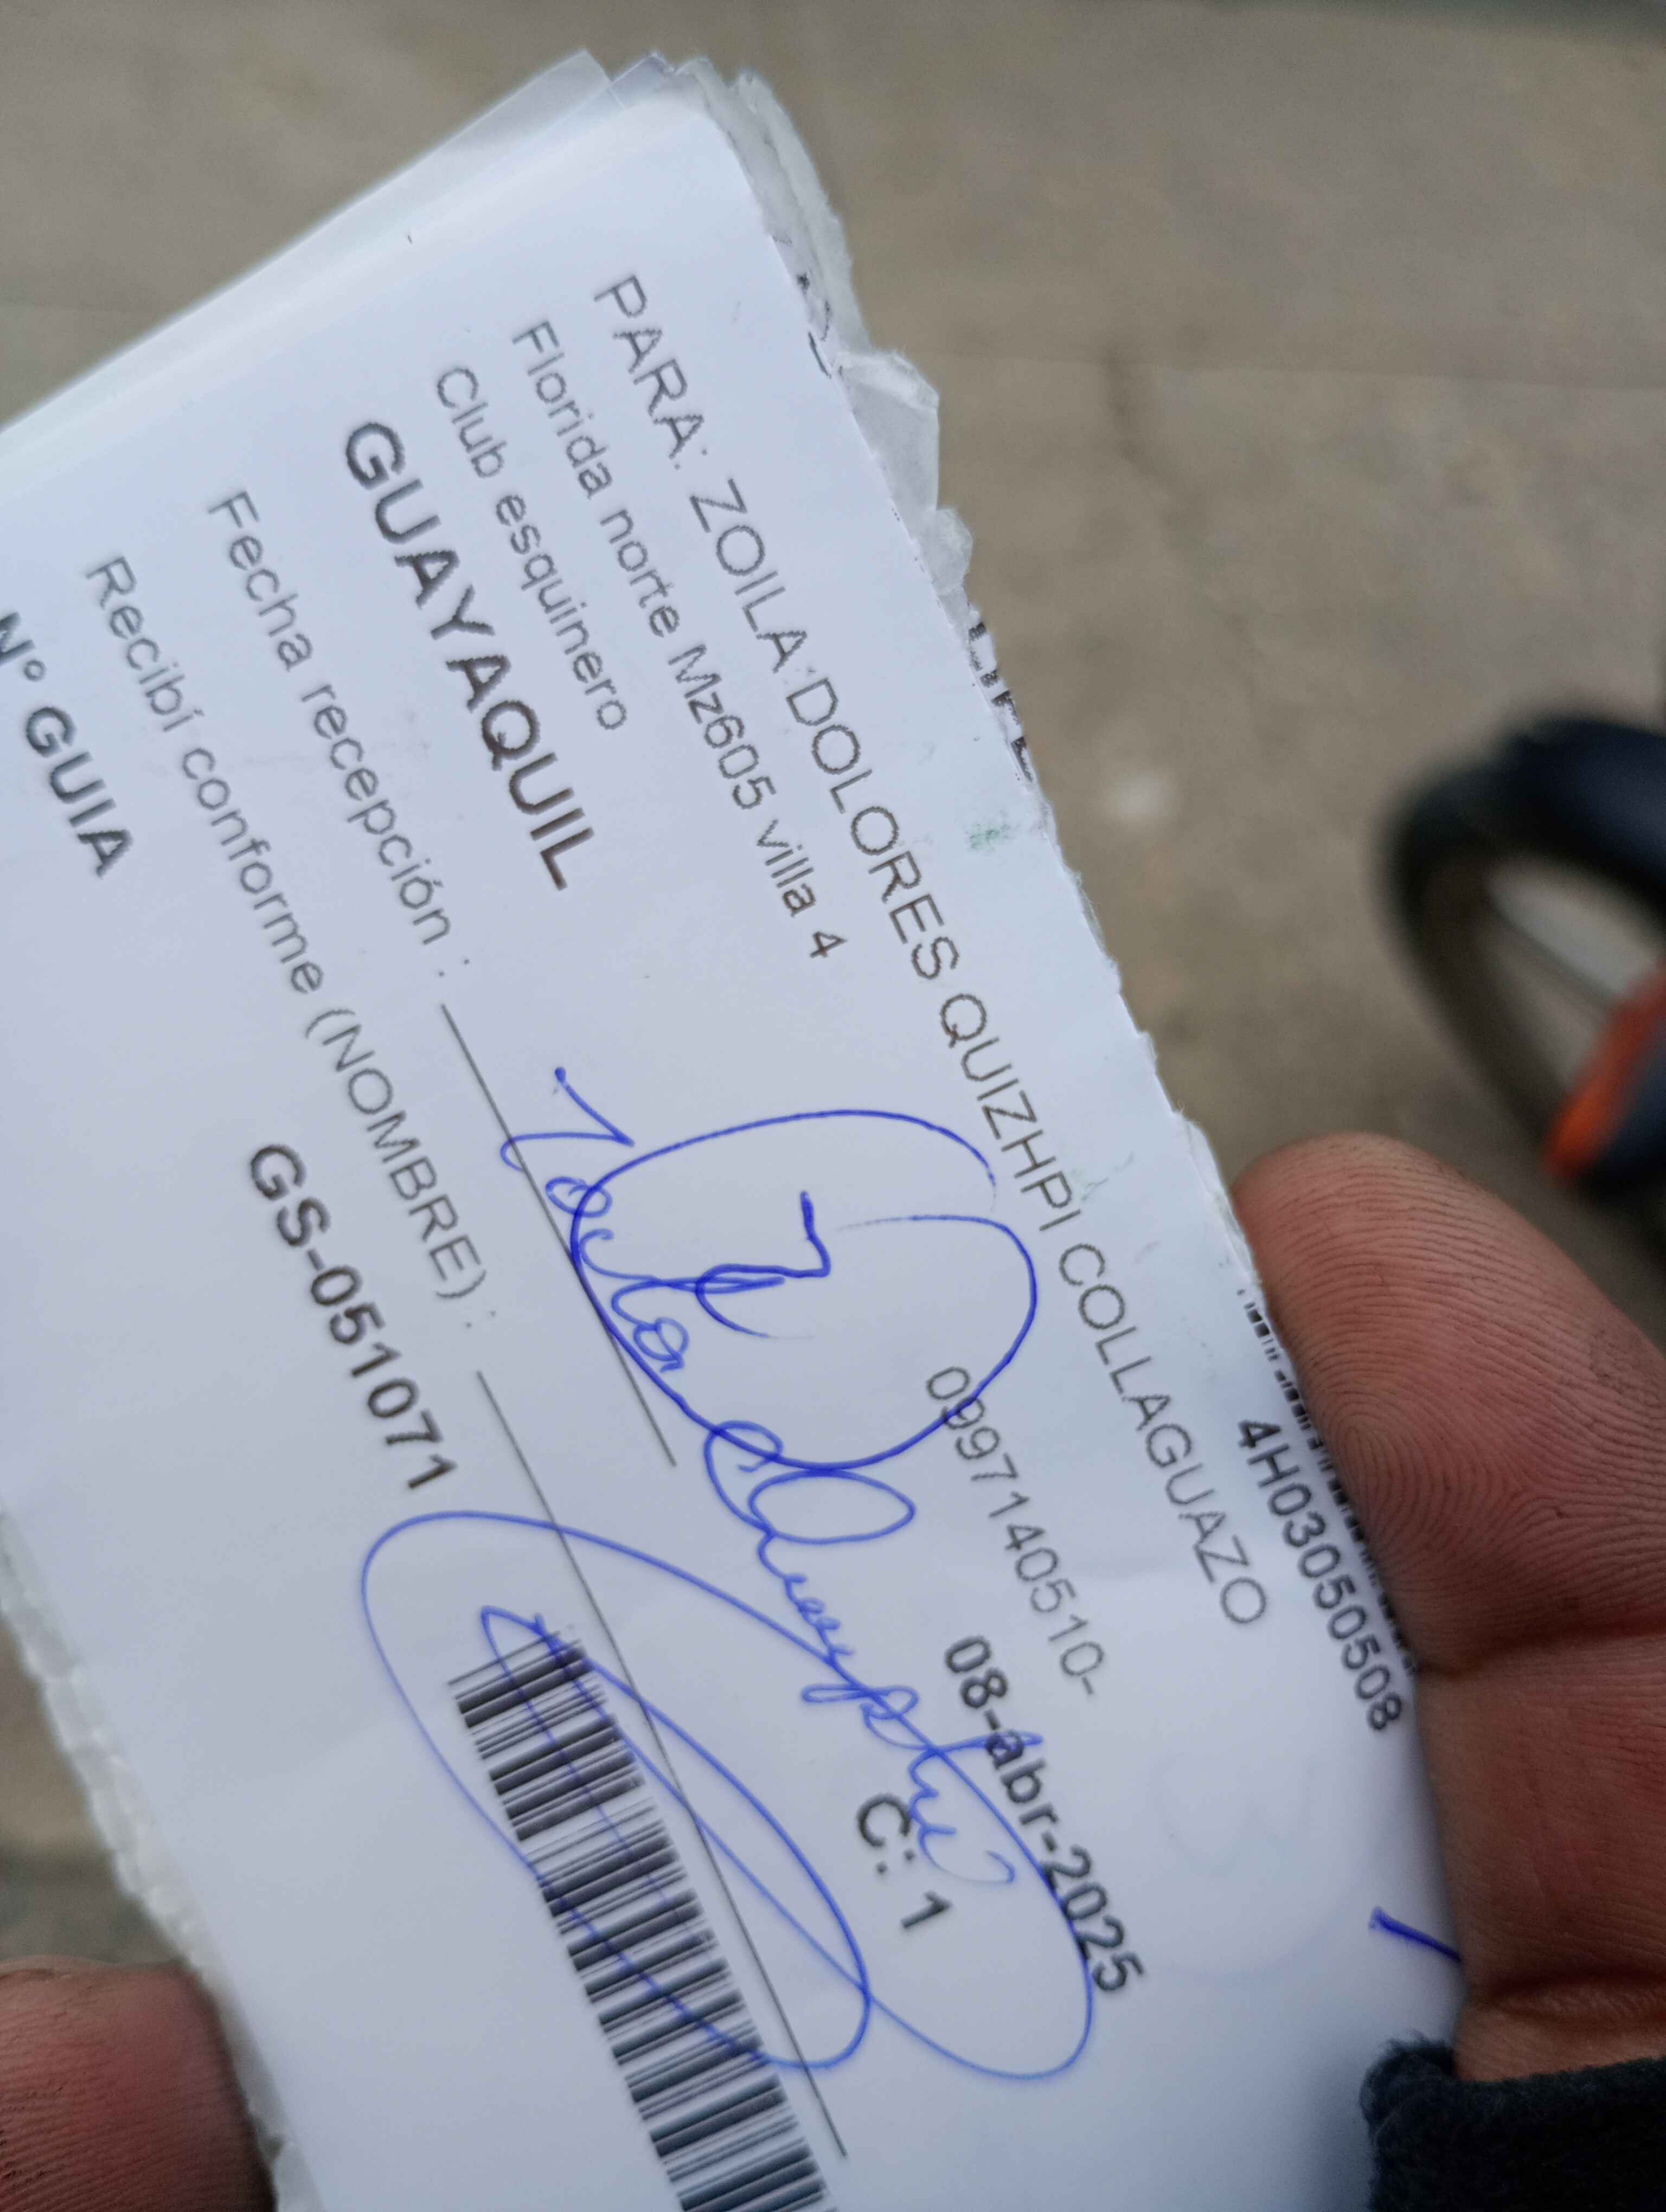 4H03050508
PARA: ZOILA DOLORES QUIZHPI COLLAGUAZO
Florida norte Mz605 villa 4
0997140510-
Club esquinero
08-abr-2025
GUAYAQUIL
C: 1
Fecha recepción :
Recibí conforme (NOMBRE) :
N° GUIA
GS-051071